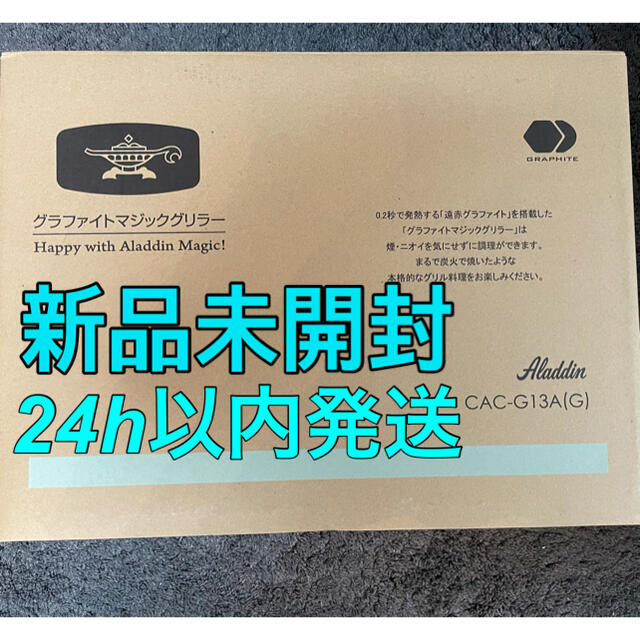 グラファイトマジックグリラー
Happy with Aladdin Magic!
GRAPHITE
0.2秒で発熱する「遠赤グラファイト」を搭載した
「グラファイトマジックグリラー」は
煙・ニオイを気にせずに調理ができます。
まるで炭火で焼いたような
本格的なグリル料理をお楽しみください。
新品未開封
Aladdin
CAC-G13A(G)
24h以内発送